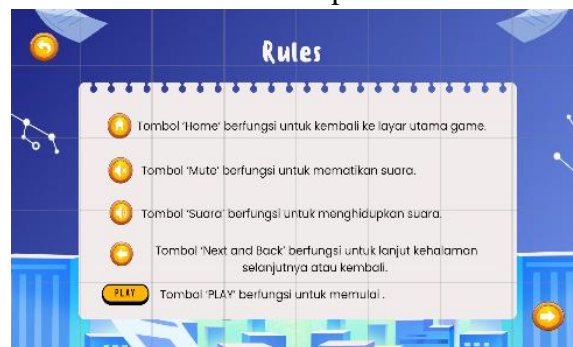 Rules
Tombol 'Home' berfungsi untuk kembali ke layar utama game.
Tombol 'Mute' berfungsi untuk mematikan suara.
Tombol 'Suara' berfungsi untuk menghidupkan suara.
Tombol 'Next and Back' berfungsi untuk lanjut kehalaman
selanjutnya atau kembali.
PLAY
Tombol 'PLAY' berfungsi untuk memulai .